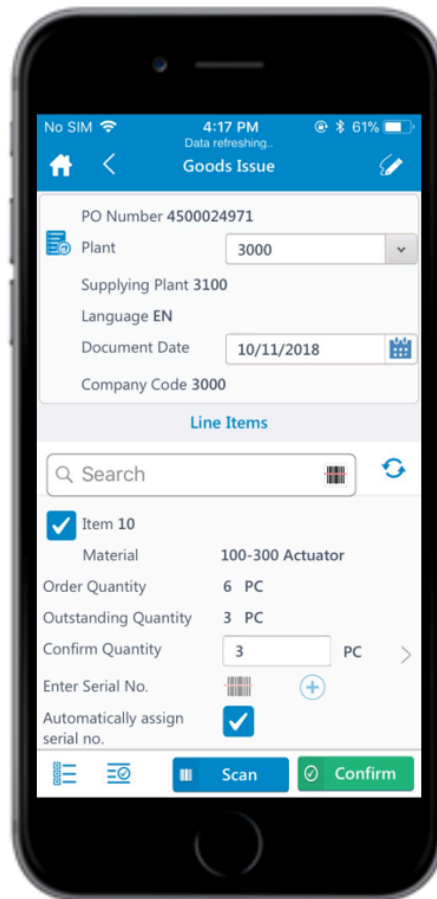 No SIM 4:17 PM 61%
Data refreshing..
Goods Issue
PO Number 4500024971
Plant 3000
Supplying Plant 3100
Language EN
Document Date 10/11/2018
Company Code 3000
Line Items
Search
Item 10
Material 100-300 Actuator
Order Quantity 6 PC
Outstanding Quantity 3 PC
Confirm Quantity 3 PC
Enter Serial No.
Automatically assign
serial no.
Scan Confirm